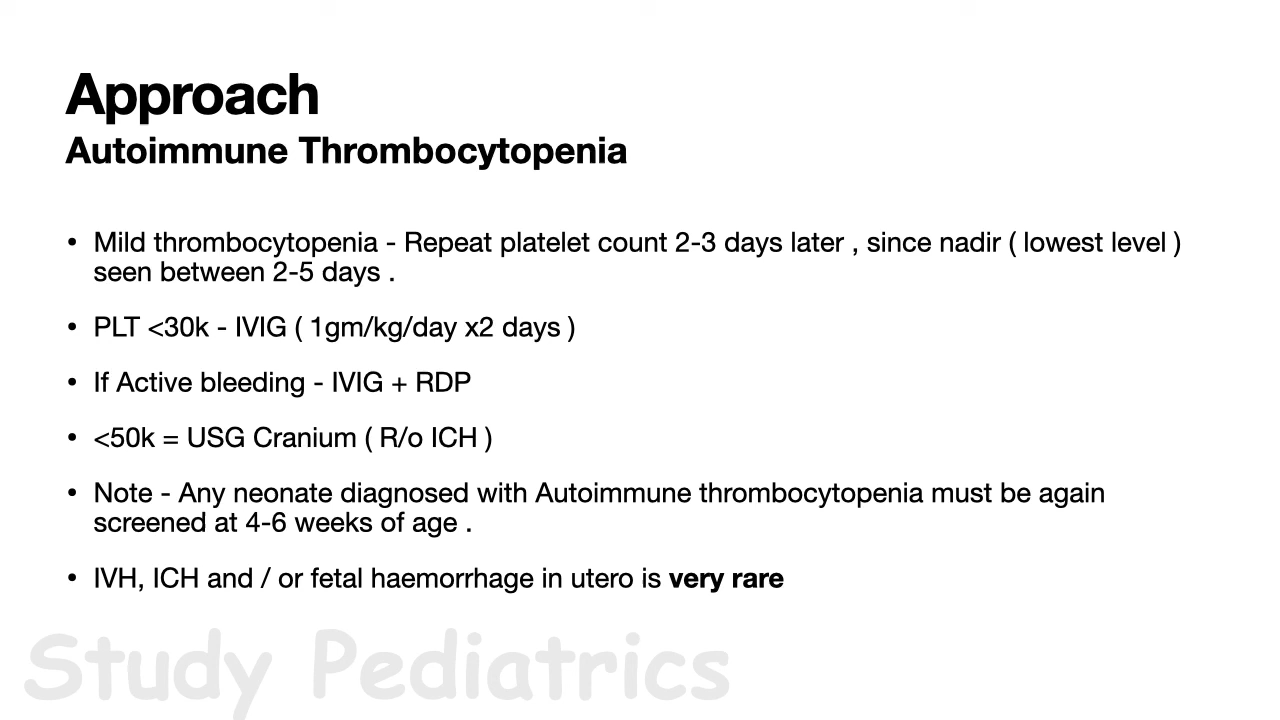 Approach
Autoimmune Thrombocytopenia
• Mild thrombocytopenia - Repeat platelet count 2-3 days later , since nadir ( lowest level )
seen between 2-5 days .
• PLT <30k - IVIG ( 1gm/kg/day x2 days )
• If Active bleeding - IVIG + RDP
• <50k = USG Cranium ( R/o ICH )
• Note - Any neonate diagnosed with Autoimmune thrombocytopenia must be again
screened at 4-6 weeks of age .
• IVH, ICH and / or fetal haemorrhage in utero is very rare
Study Pediatrics